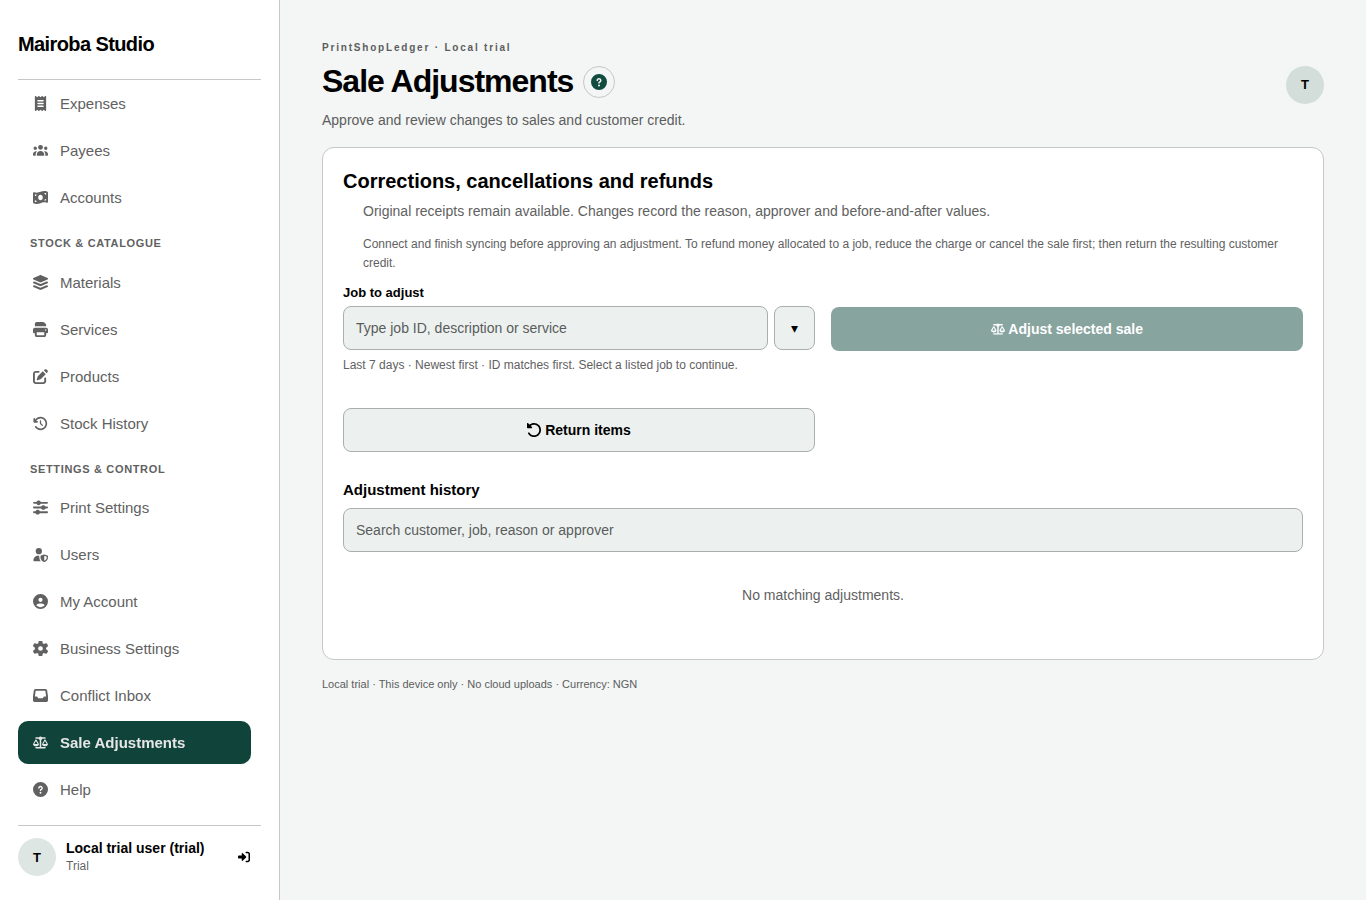 Mairoba Studio
Expenses
Payees
Accounts
STOCK & CATALOGUE
Materials
Services
Products
Stock History
SETTINGS & CONTROL
Print Settings
Users
My Account
Business Settings
Conflict Inbox
Sale Adjustments
Help
T
Local trial user (trial)
Trial
PrintShopLedger · Local trial
Sale Adjustments
T
Approve and review changes to sales and customer credit.
Corrections, cancellations and refunds
Original receipts remain available. Changes record the reason, approver and before-and-after values.
Connect and finish syncing before approving an adjustment. To refund money allocated to a job, reduce the charge or cancel the sale first; then return the resulting customer
credit.
Job to adjust
Type job ID, description or service
Adjust selected sale
Last 7 days · Newest first · ID matches first. Select a listed job to continue.
Return items
Adjustment history
Search customer, job, reason or approver
No matching adjustments.
Local trial · This device only · No cloud uploads · Currency: NGN